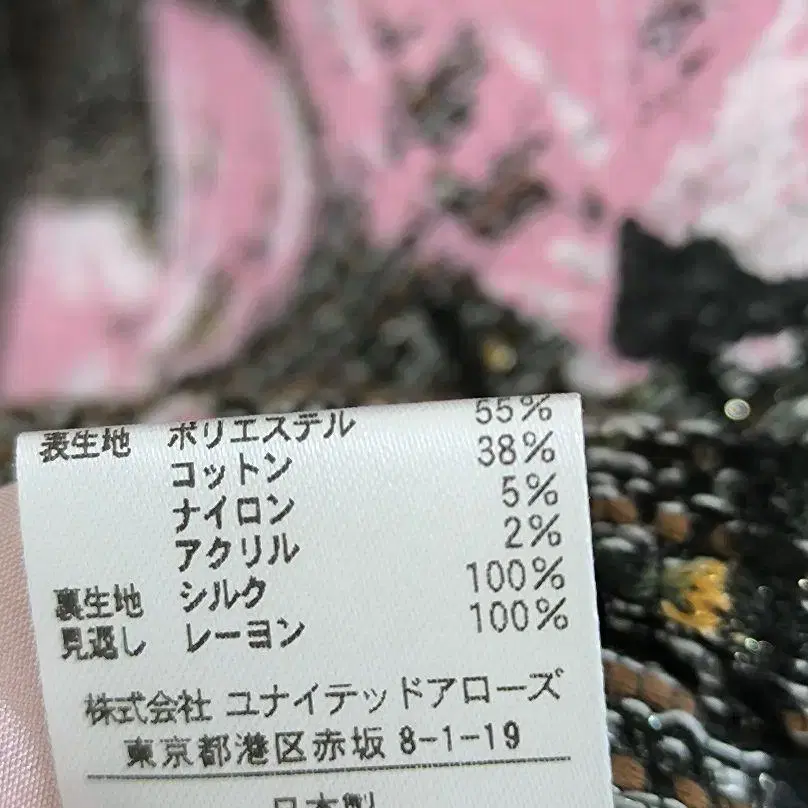 表生地 ポリエステル 55%
コットン 38%
ナイロン 5%
アクリル 2%
裏生地 シルク 100%
見返し レーヨン 100%
株式会社 ユナイテッドアローズ
東京都港区赤坂 8-1-19
日本製